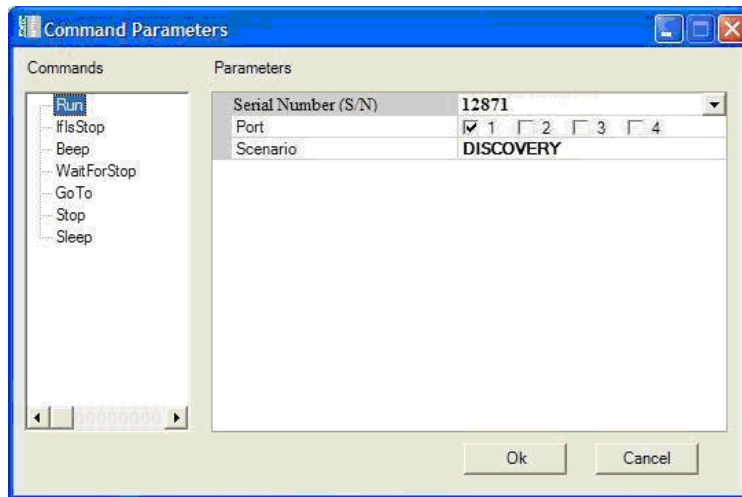 Command Parameters
Commands
Parameters
Run
IfIsStop
Beep
WaitForStop
GoTo
Stop
Sleep
Serial Number (S/N) 12871
Port 1 2 3 4
Scenario DISCOVERY
Ok Cancel